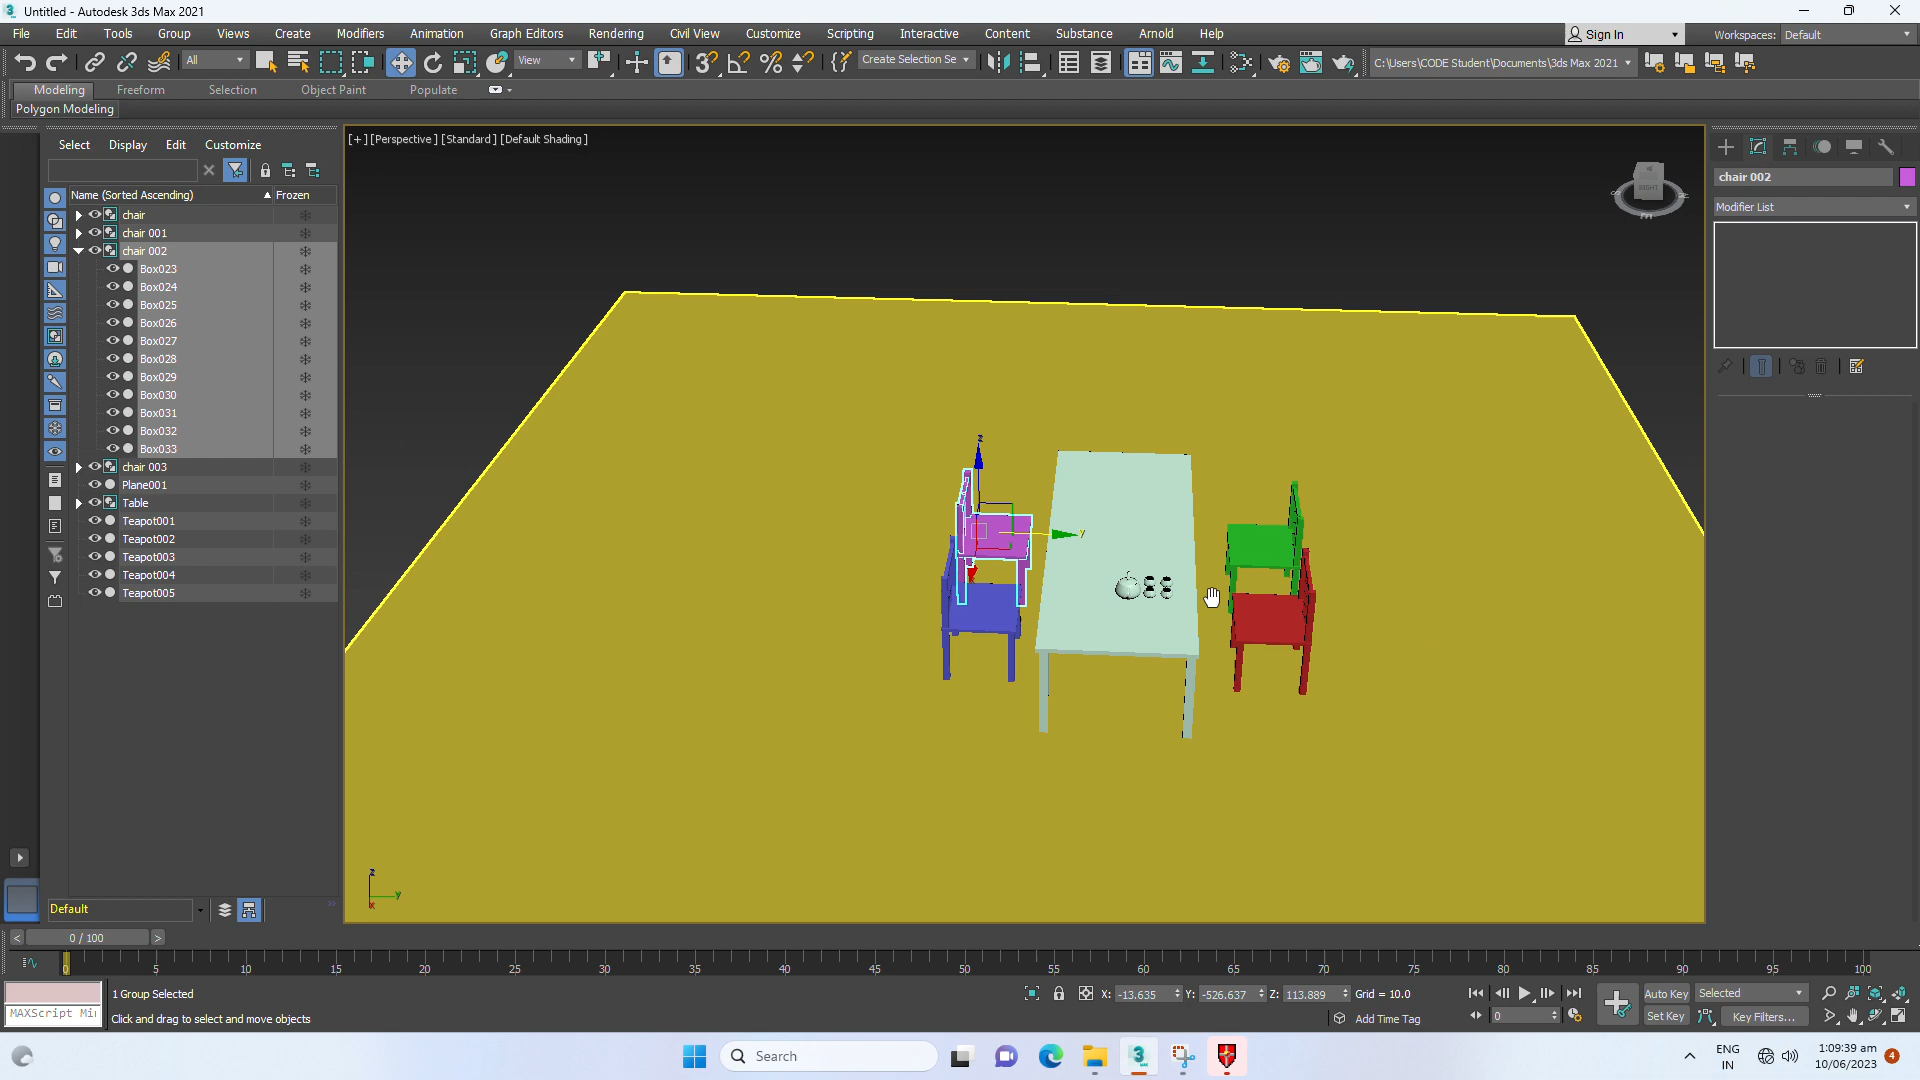 Untitled - Autodesk 3ds Max 2021
File Edit Tools Group Views Create Modifiers Animation Graph Editors Rendering Civil View Customize Scripting Interactive Content Substance Arnold Help Sign In Workspaces: Default
All View Create Selection Se C:\Users\CODE Student\Documents\3ds Max 2021
Modeling Freeform Selection Object Paint Populate
Polygon Modeling
[+] [Perspective] [Standard] [Default Shading]
Select Display Edit Customize
Name (Sorted Ascending) Frozen
chair
chair 001
chair 002
Box023
Box024
Box025
Box026
Box027
Box028
Box029
Box030
Box031
Box032
Box033
chair 003
Plane001
Table
Teapot001
Teapot002
Teapot003
Teapot004
Teapot005
RIGHT
z
y
z
y
x
chair 002
Modifier List
Default
0 / 100
0 5 10 15 20 25 30 35 40 45 50 55 60 65 70 75 80 85 90 95 100
1 Group Selected X: -13.635 Y: -526.637 Z: 113.889 Grid = 10.0 Auto Key Selected
MAXScript Mi Click and drag to select and move objects Add Time Tag 0 Set Key Key Filters...
Search
ENG
IN
1:09:39 am
10/06/2023
4